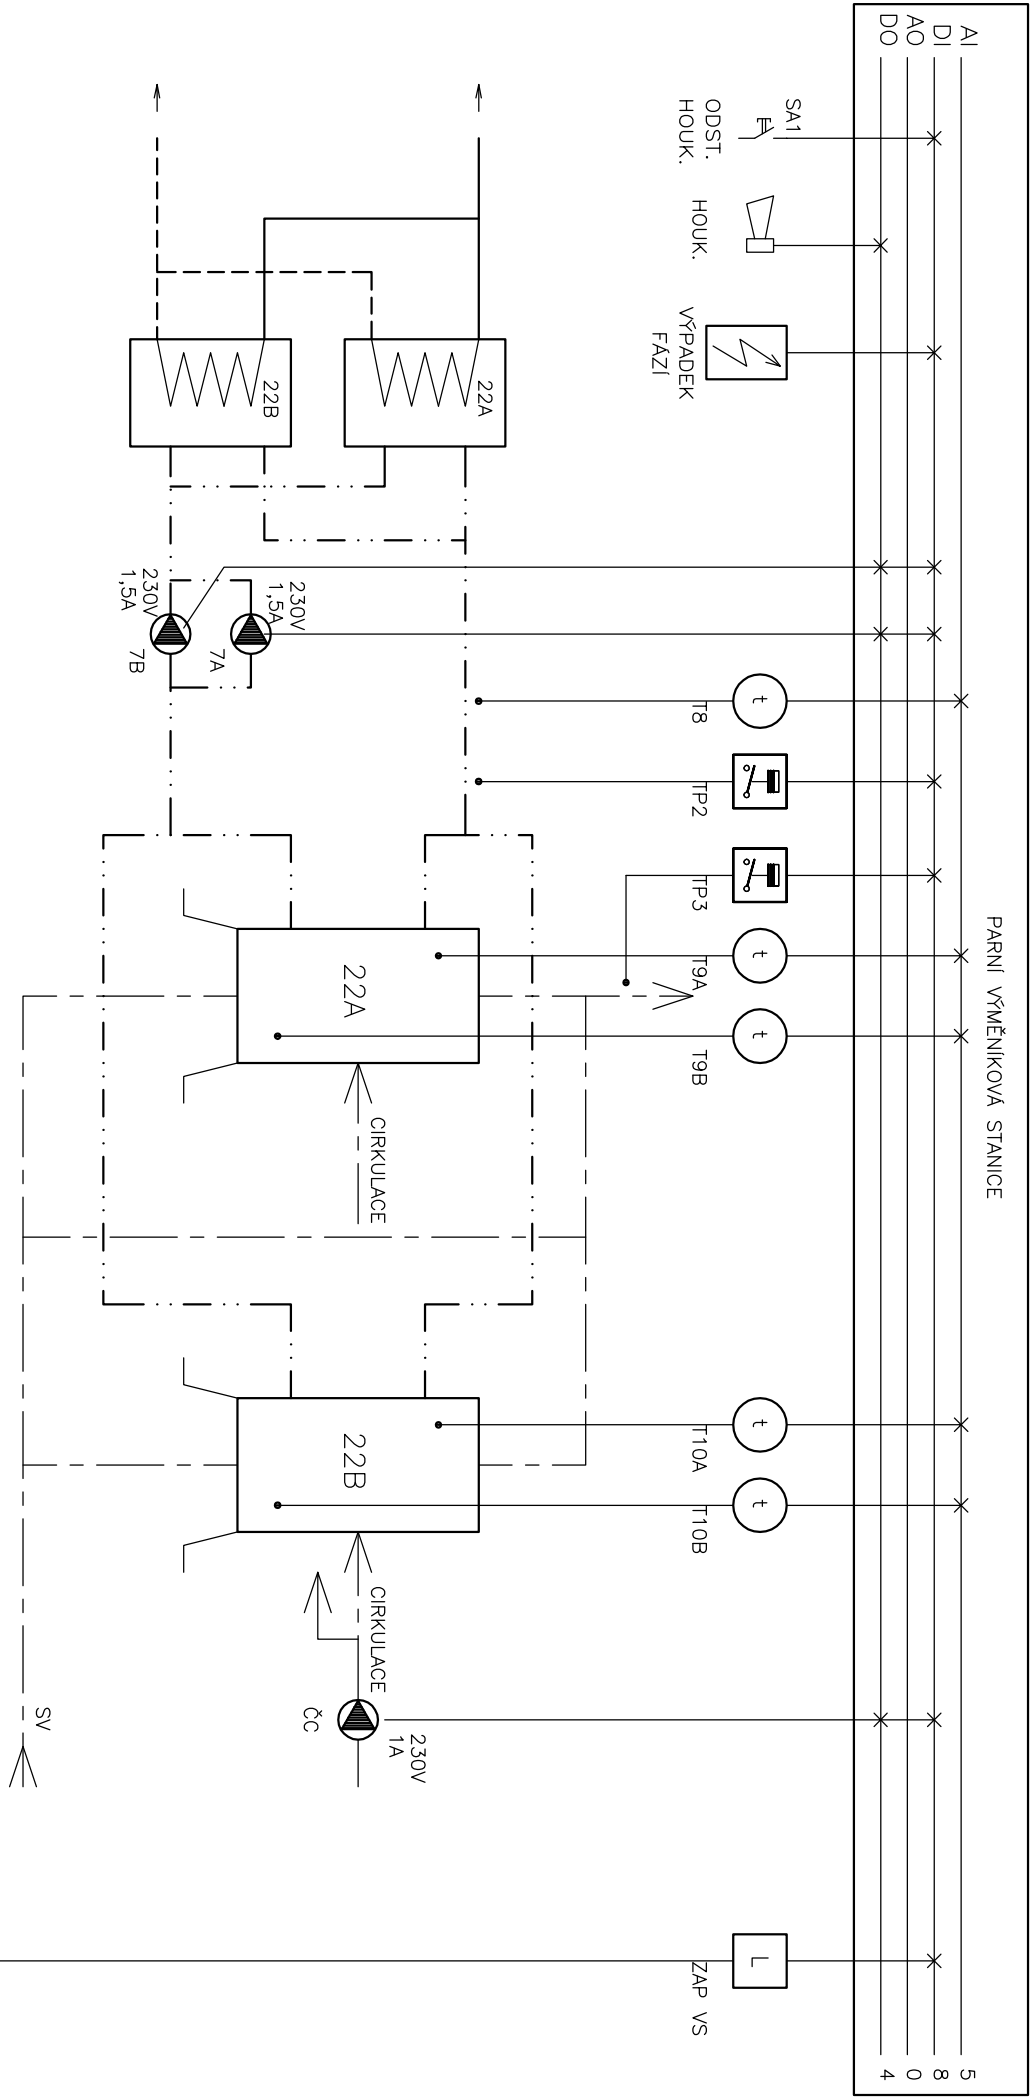 PARNÍ VÝMĚNÍKOVÁ STANICE
AI 5
DI 8
AO 0
DO 4
SA1
ODST.
HOUK.
HOUK.
VÝPADEK
FÁZÍ
t
T8
TP2
TP3
t
T9A
t
T9B
t
T10A
t
T10B
L
ZAP VS
22A
22B
230V
1,5A
7A
230V
1,5A
7B
22A
CIRKULACE
22B
CIRKULACE
230V
1A
ČC
SV